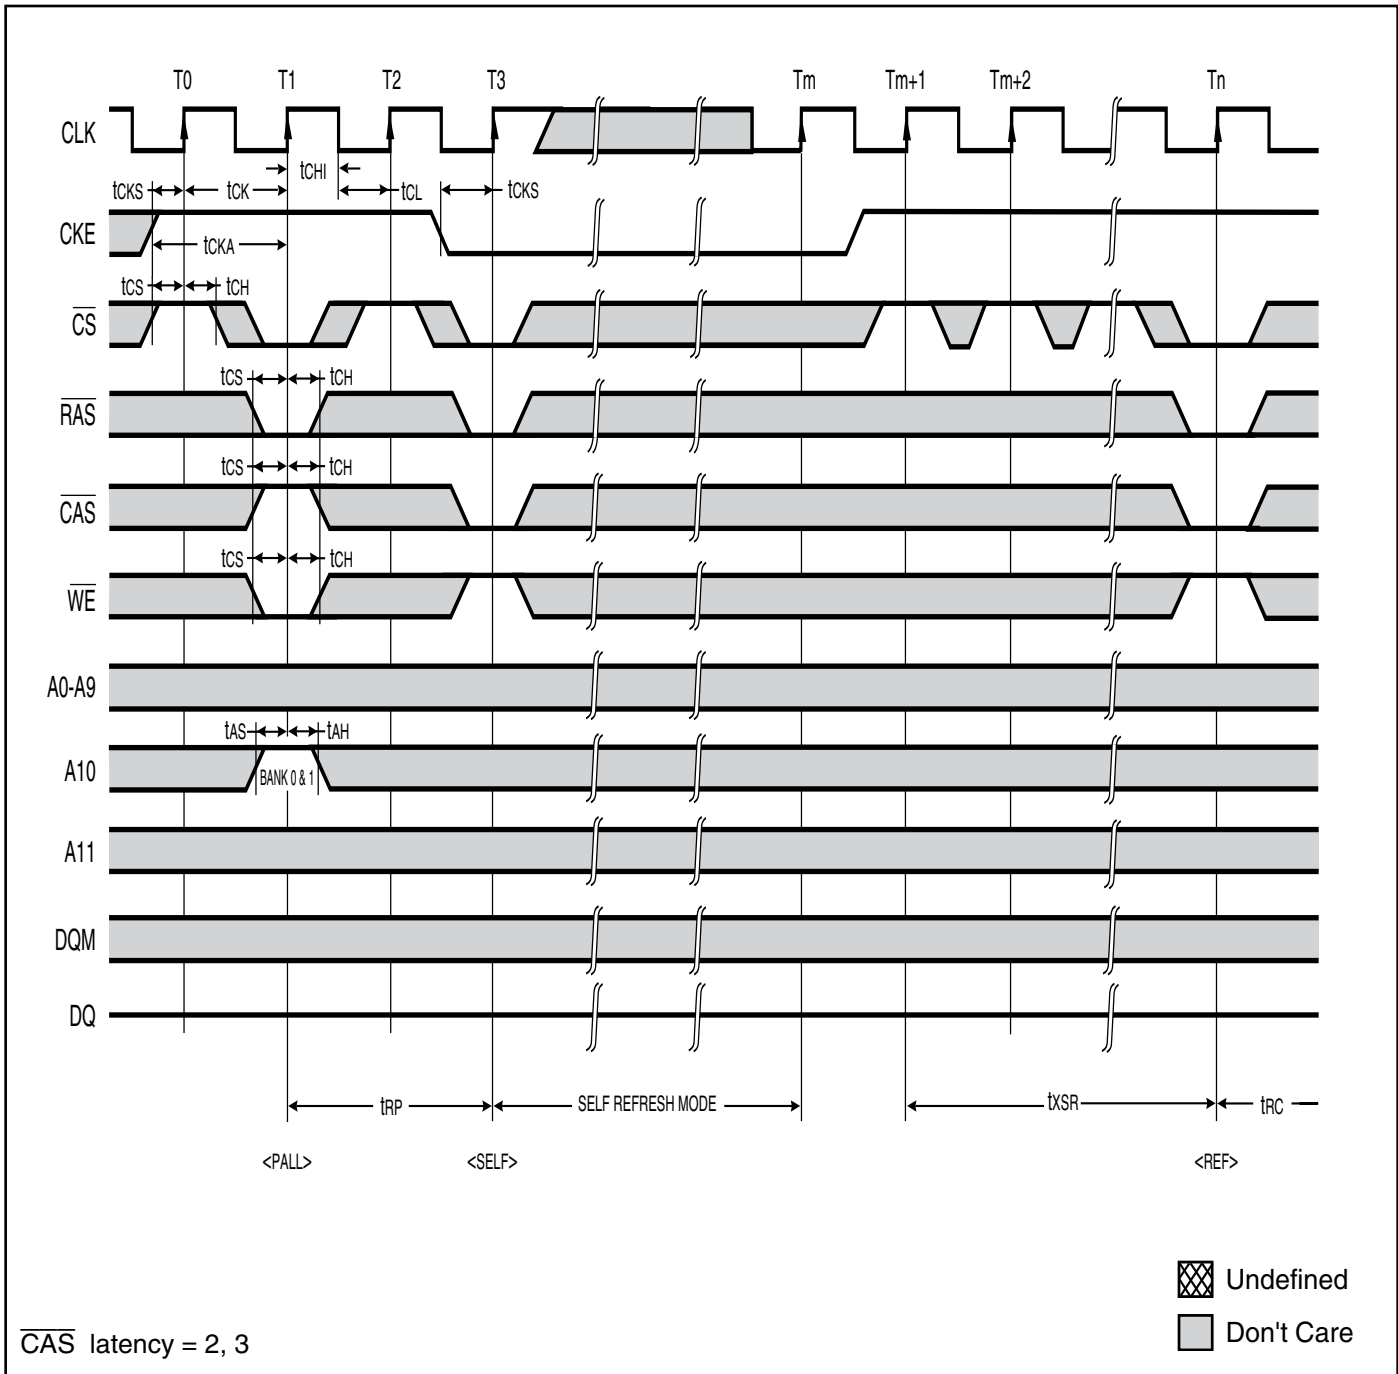 T0 T1 T2 T3 Tm Tm+1 Tm+2 Tn
CLK
tCHI
tCKS tCK tCL tCKS
CKE
tCKA
tCS tCH
CS
tCS tCH
RAS
tCS tCH
CAS
tCS tCH
WE
A0-A9
tAS tAH
A10
BANK 0 & 1
A11
DQM
DQ
tRP SELF REFRESH MODE tXSR tRC
<PALL> <SELF> <REF>
Undefined
Don't Care
CAS latency = 2, 3